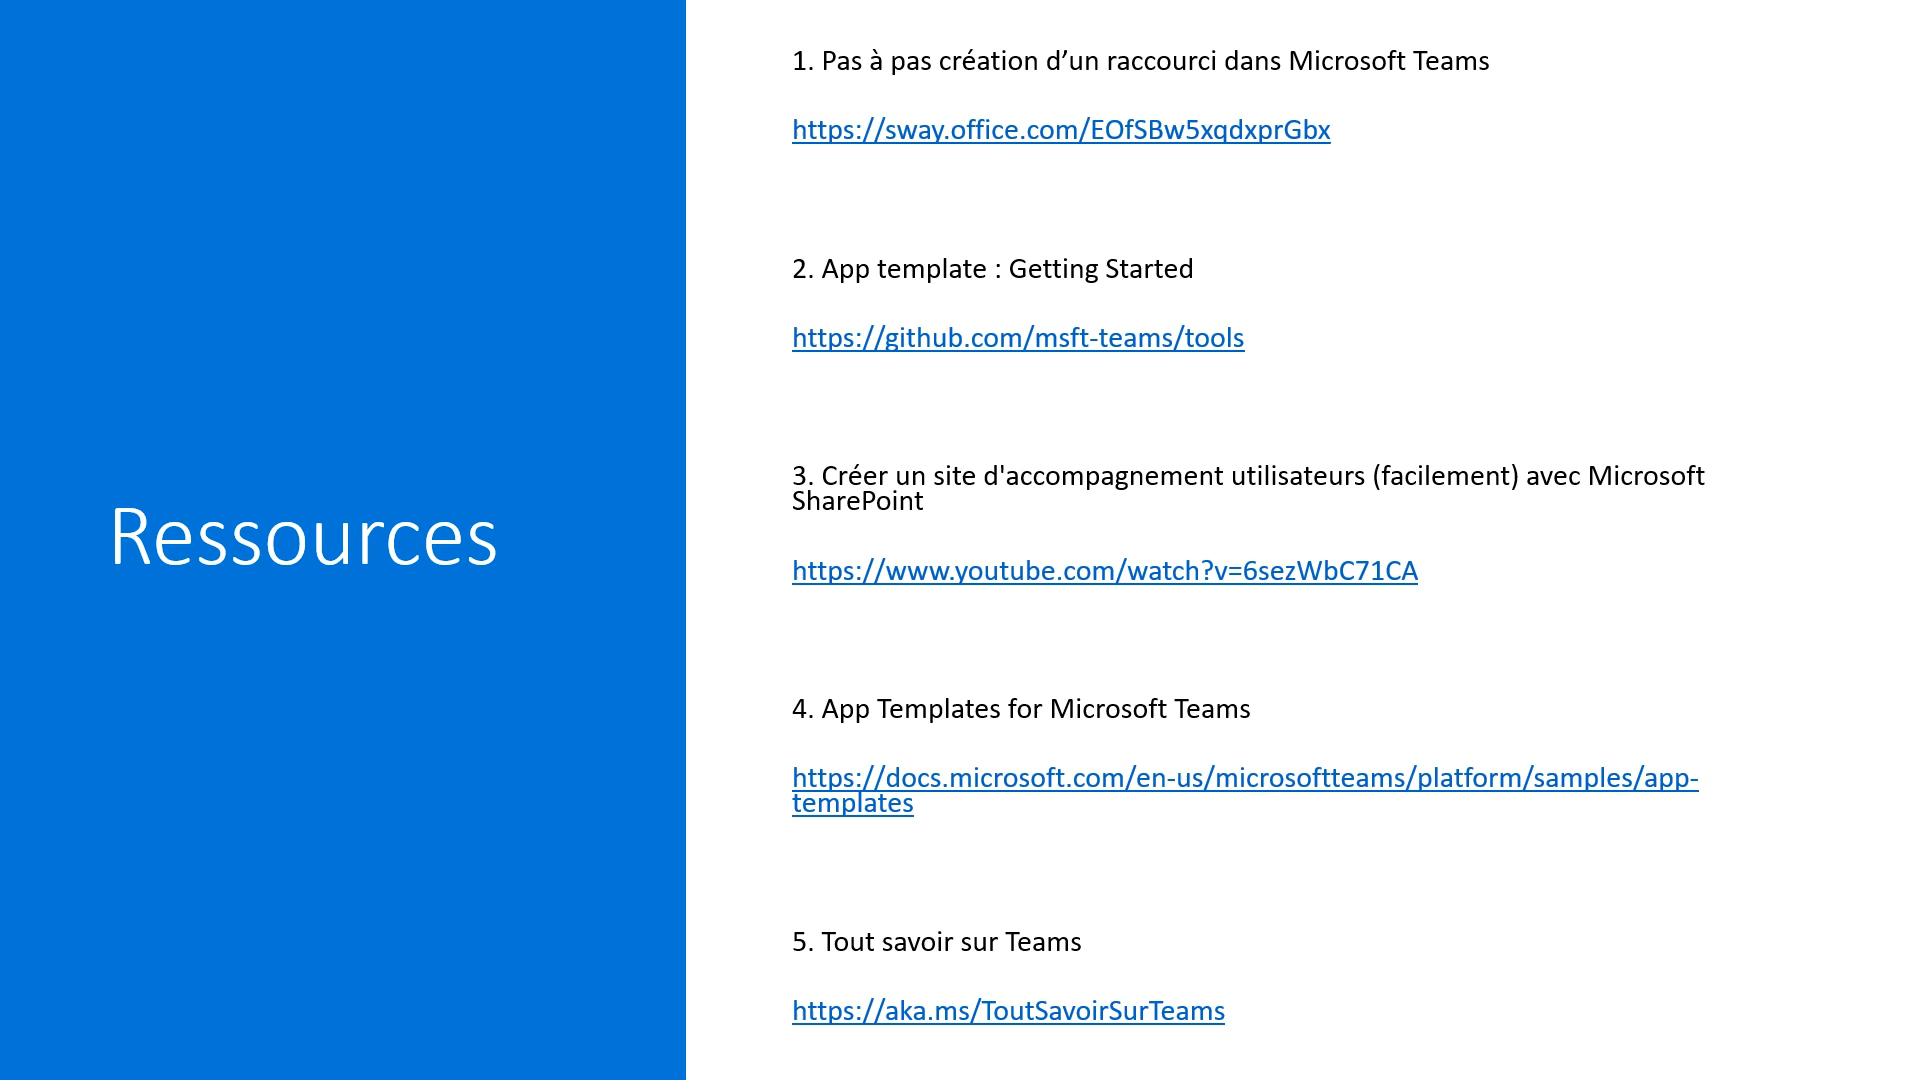 Ressources
1. Pas à pas création d’un raccourci dans Microsoft Teams
https://sway.office.com/EOfSBw5xqdxprGbx
2. App template : Getting Started
https://github.com/msft-teams/tools
3. Créer un site d'accompagnement utilisateurs (facilement) avec Microsoft
SharePoint
https://www.youtube.com/watch?v=6sezWbC71CA
4. App Templates for Microsoft Teams
https://docs.microsoft.com/en-us/microsoftteams/platform/samples/app-
templates
5. Tout savoir sur Teams
https://aka.ms/ToutSavoirSurTeams